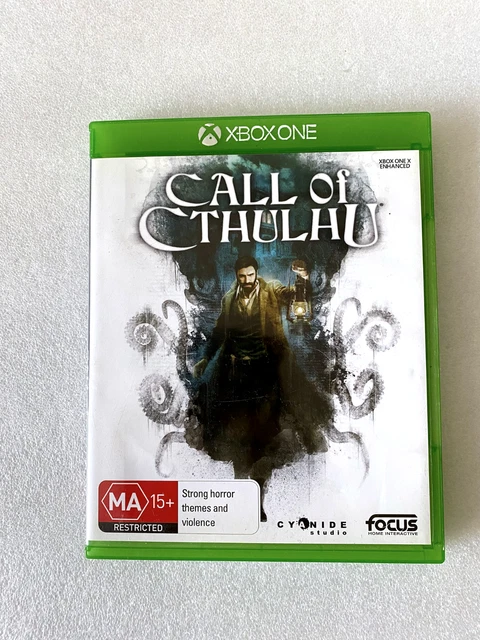 XBOX ONE
XBOX ONE X
ENHANCED
CALL of
CTHULHU
MA 15+
RESTRICTED
Strong horror
themes and
violence
CYANIDE
studio
focus
HOME INTERACTIVE